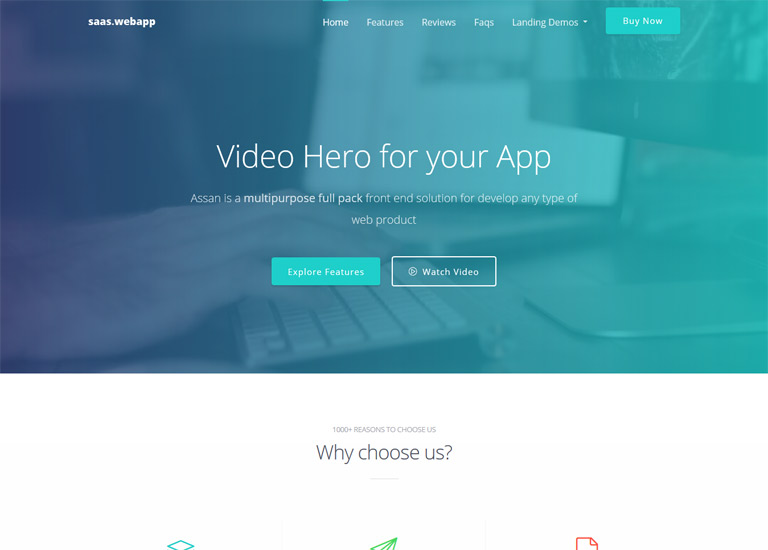 saas.webapp
Home Features Reviews Faqs Landing Demos Buy Now
Video Hero for your App
Assan is a multipurpose full pack front end solution for develop any type of
web product
Explore Features Watch Video
1000+ REASONS TO CHOOSE US
Why choose us?